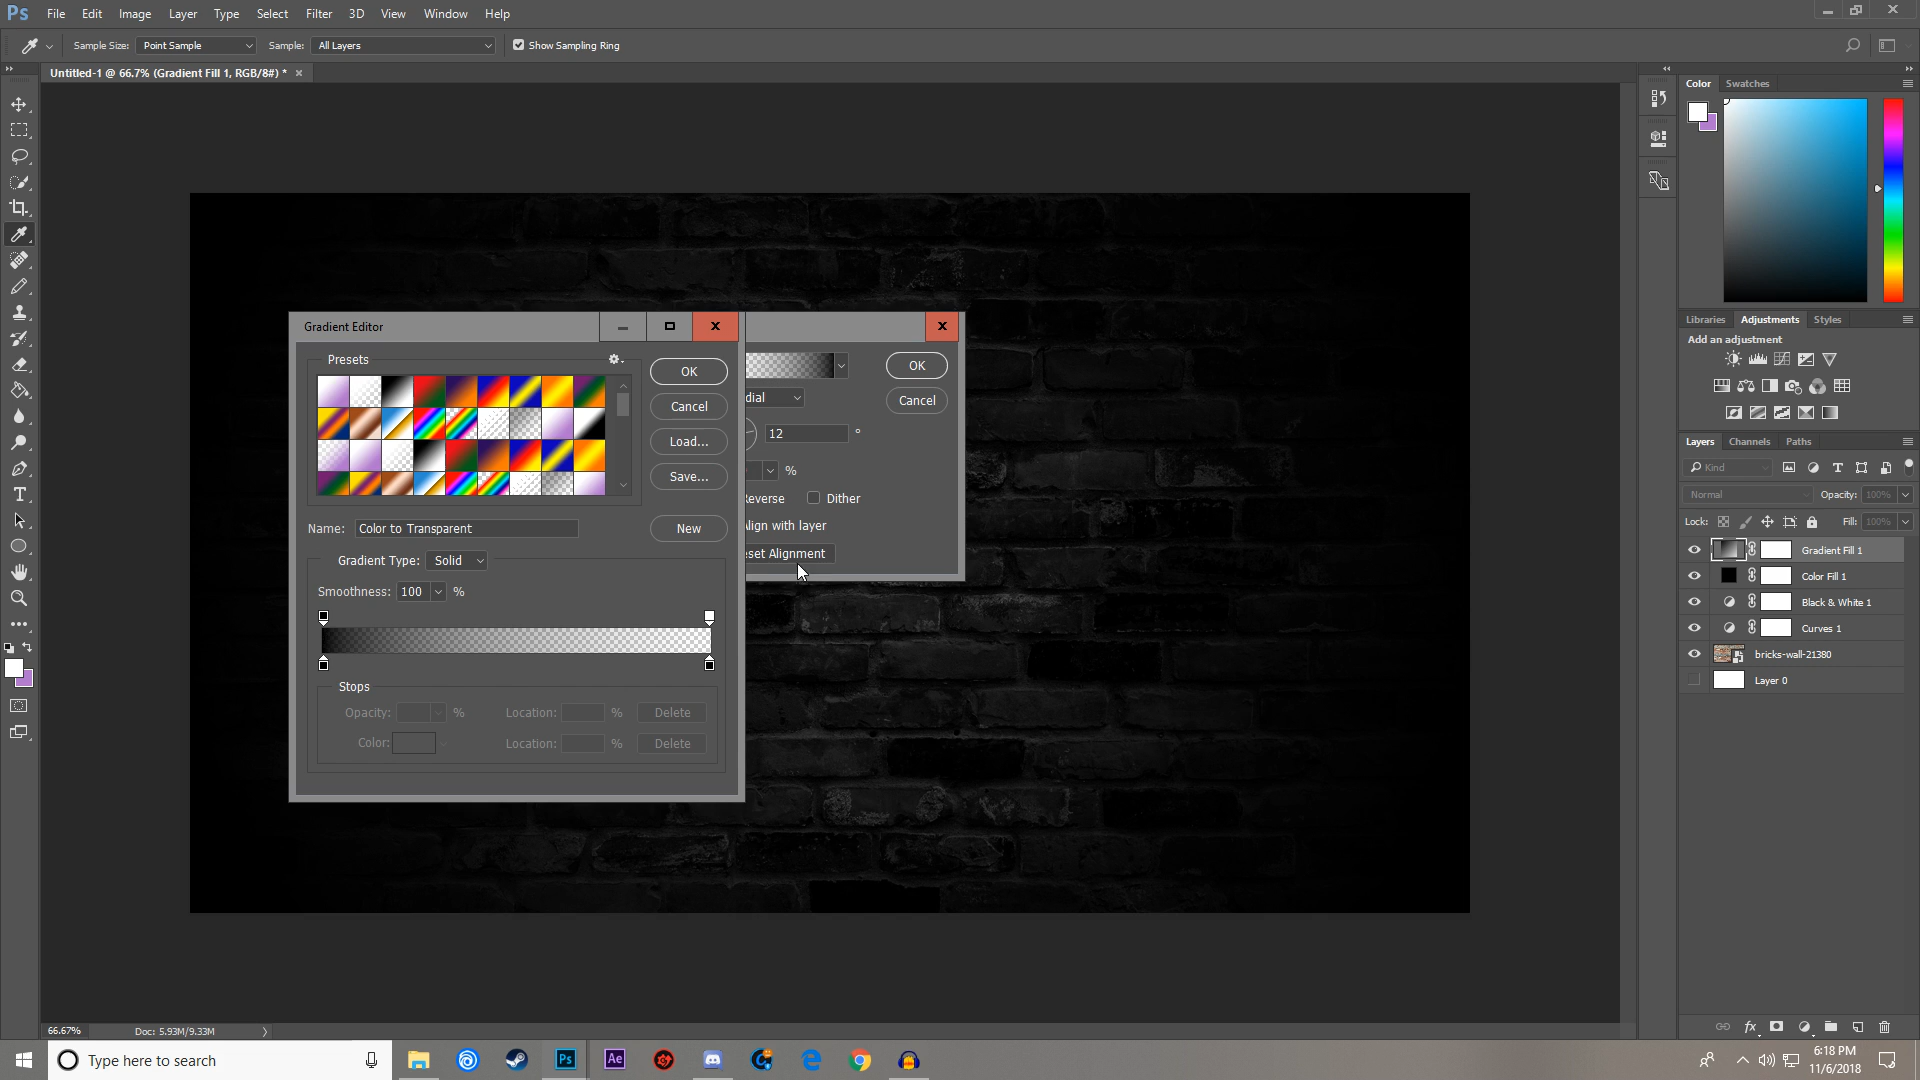 Ps File Edit Image Layer Type Select Filter 3D View Window Help
Sample Size: Point Sample Sample: All Layers Show Sampling Ring
Untitled-1 @ 66.7% (Gradient Fill 1, RGB/8#) * ×
Color Swatches
Libraries Adjustments Styles
Add an adjustment
Layers Channels Paths
Kind
Normal Opacity: 100%
Lock: Fill: 100%
Gradient Fill 1
Color Fill 1
Black & White 1
Curves 1
bricks-wall-21380
Layer 0
Gradient Editor
Presets
OK
Cancel
Load...
Save...
Name: Color to Transparent
New
Gradient Type: Solid
Smoothness: 100 %
Stops
Opacity: % Location: % Delete
Color: Location: % Delete
OK
dial Cancel
12 °
%
Reverse Dither
Align with layer
eset Alignment
66.67% Doc: 5.93M/9.33M
Type here to search
Ps
Ae
6:18 PM
11/6/2018